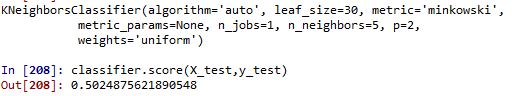 KNeighborsClassifier(algorithm='auto', leaf_size=30, metric='minkowski',
metric_params=None, n_jobs=1, n_neighbors=5, p=2,
weights='uniform')
In [208]: classifier.score(X_test,y_test)
Out[208]: 0.5024875621890548